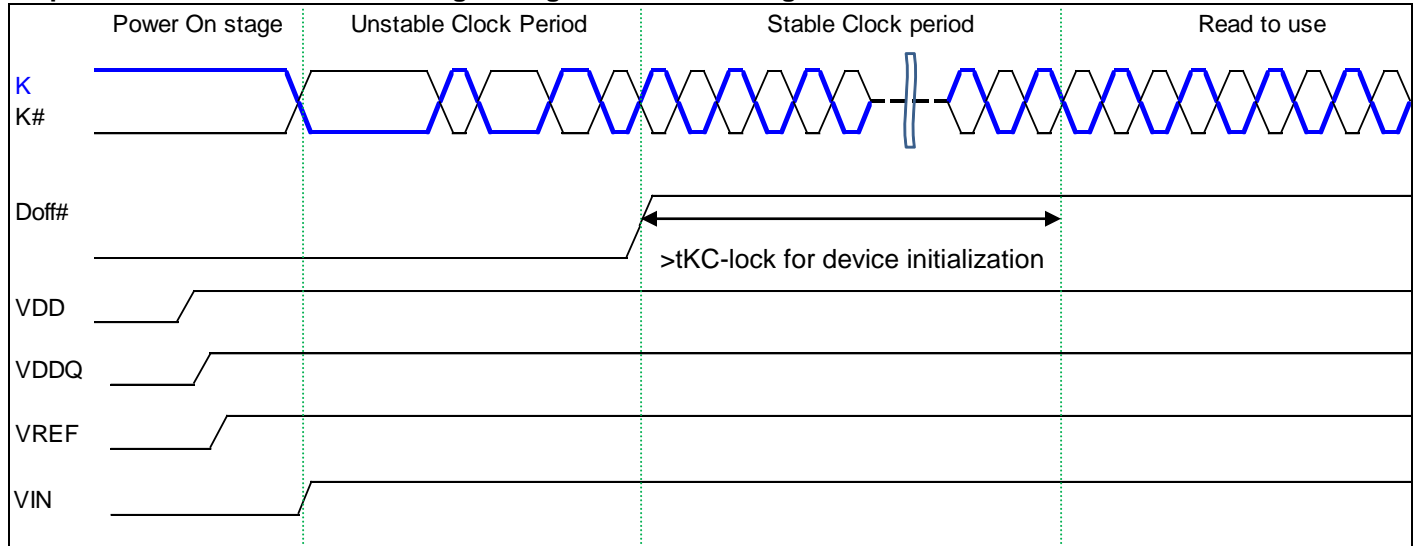 Power On stage
Unstable Clock Period
Stable Clock period
Read to use
K
K#
Doff#
>tKC-lock for device initialization
VDD
VDDQ
VREF
VIN